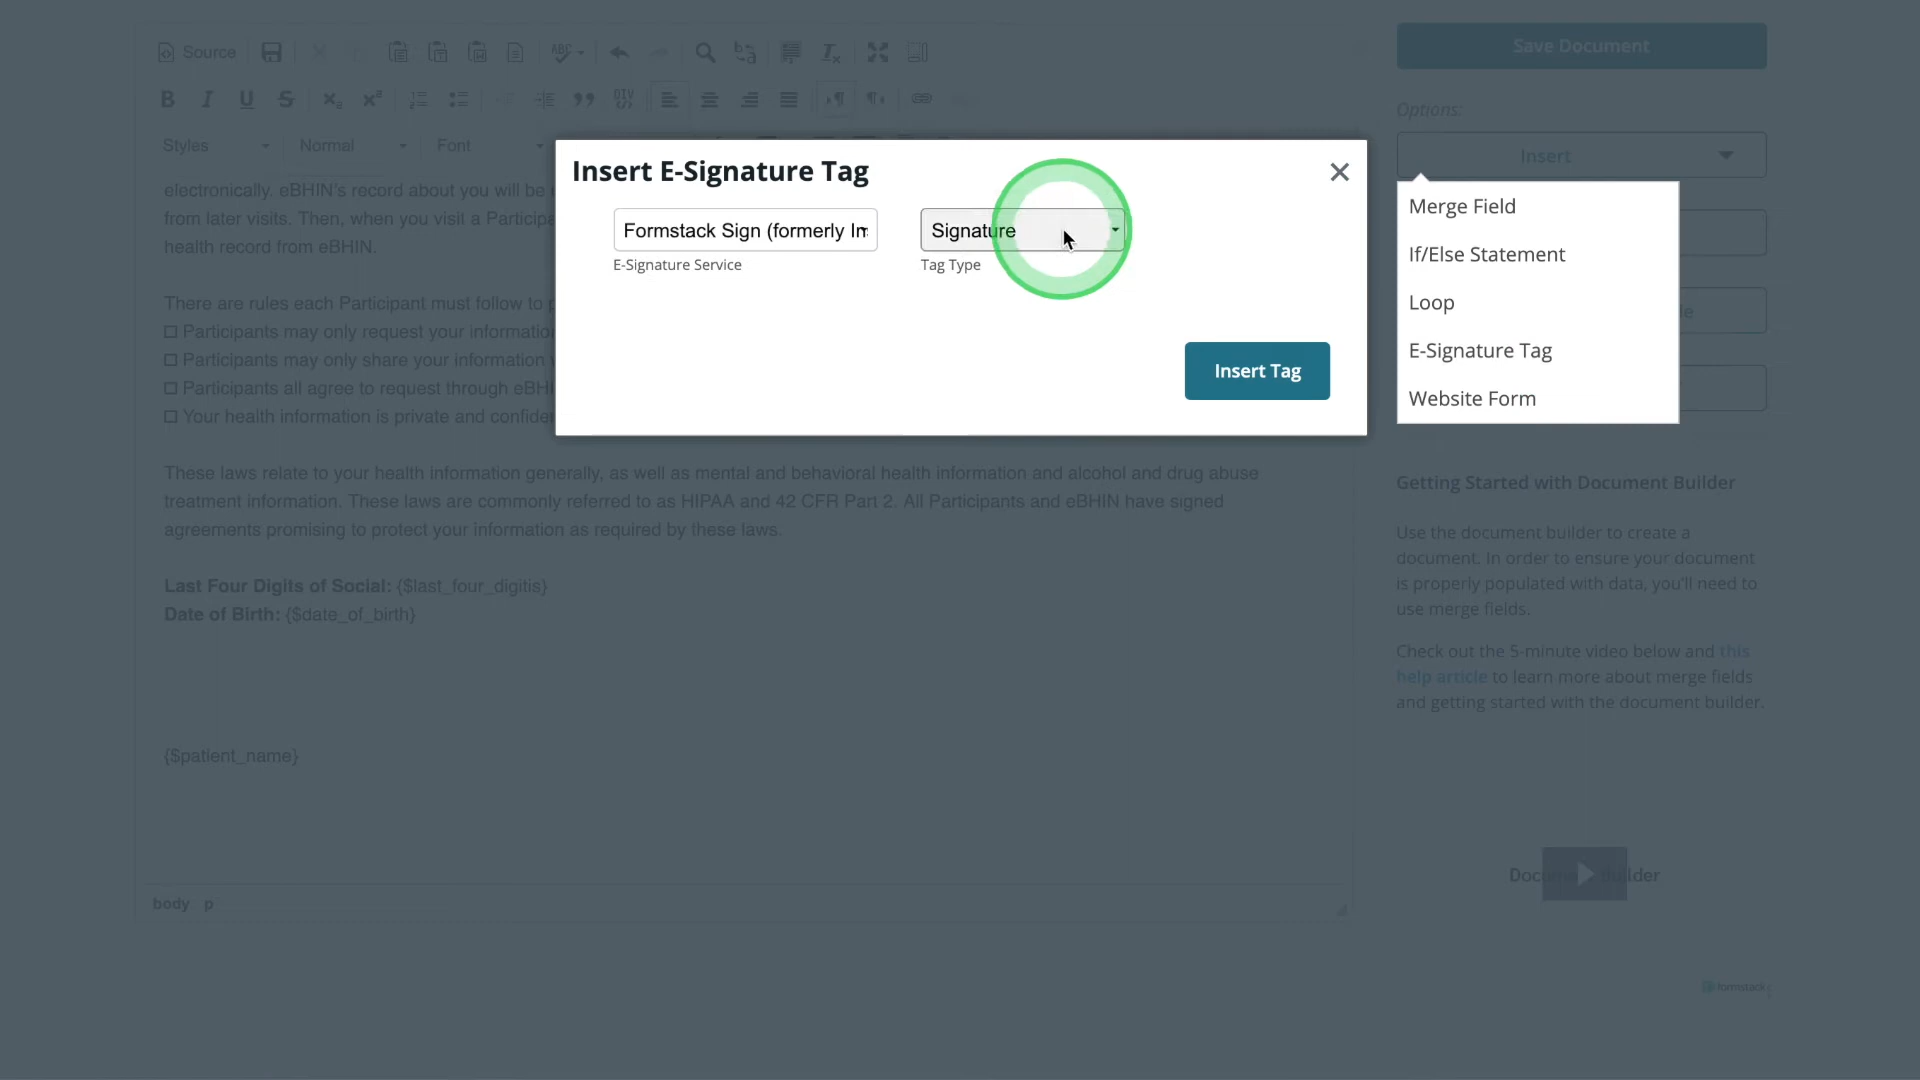 Source
Save Document
Options:
Styles
Normal
Font
Insert
Insert E-Signature Tag
Formstack Sign (formerly Im
Signature
E-Signature Service
Tag Type
Insert Tag
Merge Field
If/Else Statement
Loop
E-Signature Tag
Website Form
electronically. eBHIN's record about you will be
from later visits. Then, when you visit a Participa
health record from eBHIN.
There are rules each Participant must follow to p
☐ Participants may only request your information
☐ Participants may only share your information
☐ Participants all agree to request through eBHI
☐ Your health information is private and confiden
These laws relate to your health information generally, as well as mental and behavioral health information and alcohol and drug abuse
treatment information. These laws are commonly referred to as HIPAA and 42 CFR Part 2. All Participants and eBHIN have signed
agreements promising to protect your information as required by these laws.
Last Four Digits of Social: {$last_four_digitis}
Date of Birth: {$date_of_birth}
{$patient_name}
body p
Getting Started with Document Builder
Use the document builder to create a
document. In order to ensure your document
is properly populated with data, you'll need to
use merge fields.
Check out the 5-minute video below and this
help article to learn more about merge fields
and getting started with the document builder.
formstack